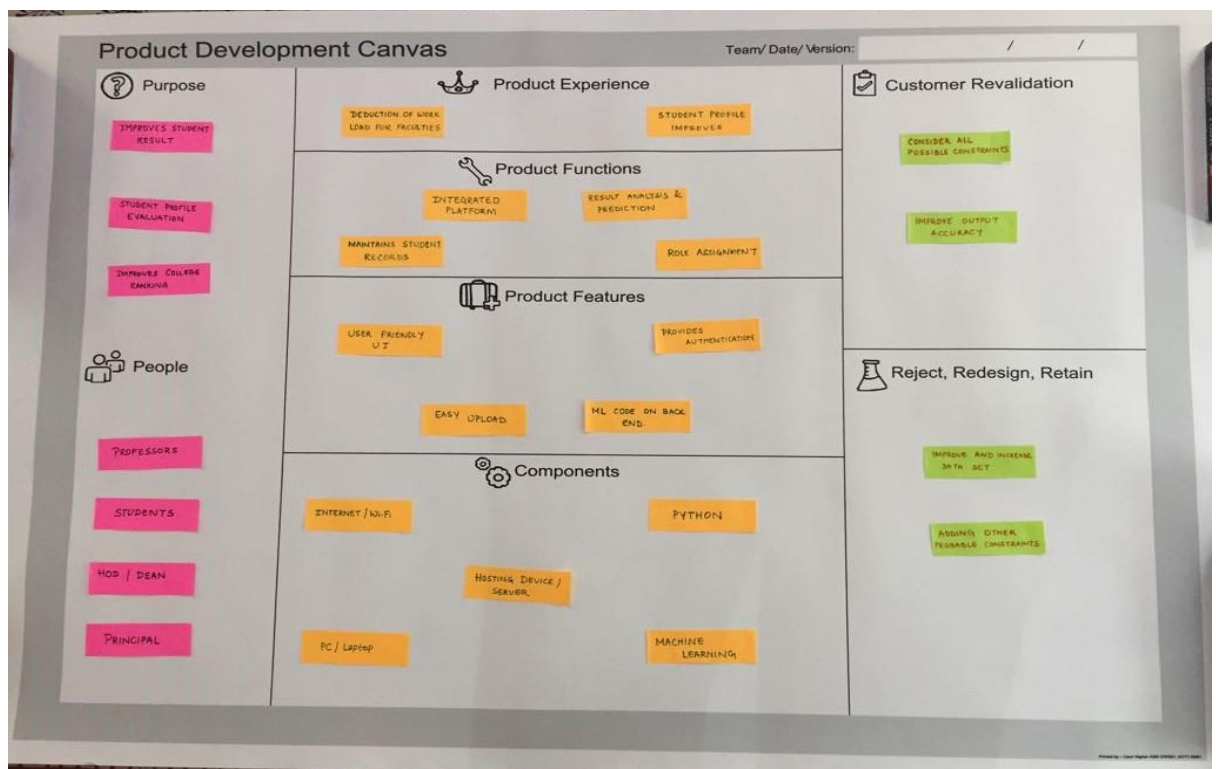 Product Development Canvas
Team/ Date/ Version:
/ /
Purpose
IMPROVES STUDENT
RESULT
STUDENT PROFILE
EVALUATION
IMPROVES COLLEGE
RANKING
People
PROFESSORS
STUDENTS
HOD / DEAN
PRINCIPAL
Product Experience
DEDUCTION OF WORK
LOAD FOR FACULTIES
STUDENT PROFILE
IMPROVES
Product Functions
INTEGRATED
PLATFORM
RESULT ANALYSIS &
PREDICTION
MAINTAINS STUDENT
RECORDS
ROLE ASSIGNMENT
Product Features
USER FRIENDLY
UI
PROVIDES
AUTHENTICATION
EASY UPLOAD
ML CODE ON BACK
END.
Components
INTERNET / WI-FI
PYTHON
HOSTING DEVICE /
SERVER
PC / Laptop
MACHINE
LEARNING
Customer Revalidation
CONSIDER ALL
POSSIBLE CONSTRAINTS
IMPROVE OUTPUT
ACCURACY
Reject, Redesign, Retain
IMPROVE AND INCREASE
DATA SET
ADDING OTHER
PROBABLE CONSTRAINTS